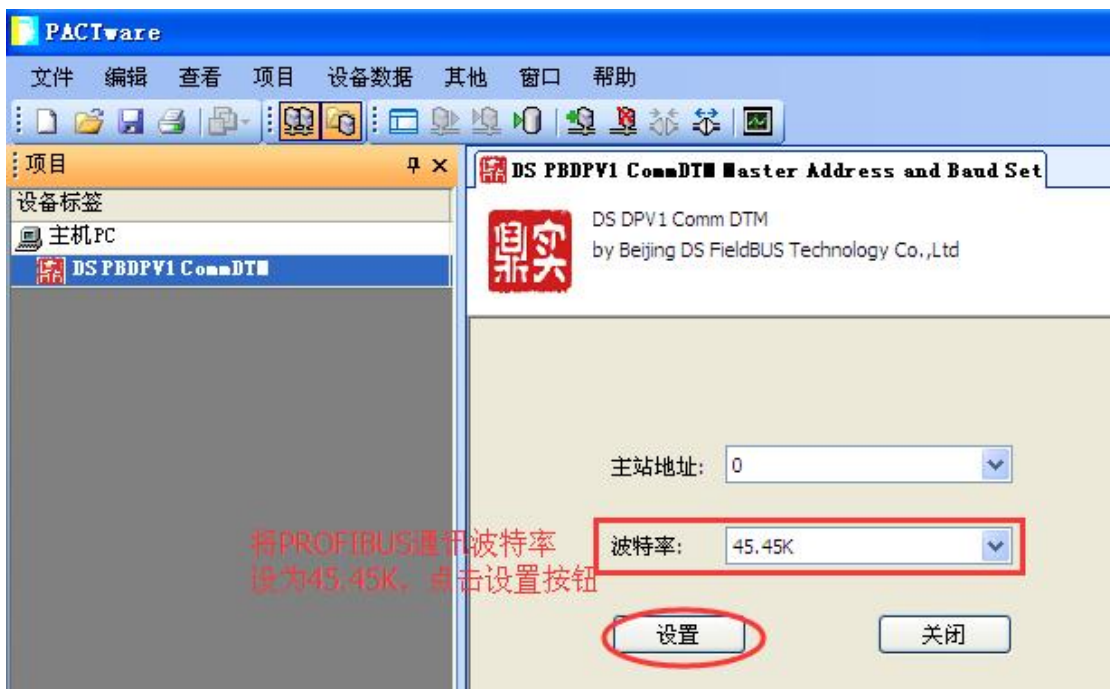 PACTware
文件 编辑 查看 项目 设备数据 其他 窗口 帮助
项目
设备标签
主机PC
DS PBDPV1 CommDTM
DS PBDPV1 CommDTM Master Address and Baud Set
鼎实
DS DPV1 Comm DTM
by Beijing DS FieldBUS Technology Co.,Ltd
主站地址: 0
波特率: 45.45K
将PROFIBUS通讯波特率
设为45.45K，点击设置按钮
设置 关闭